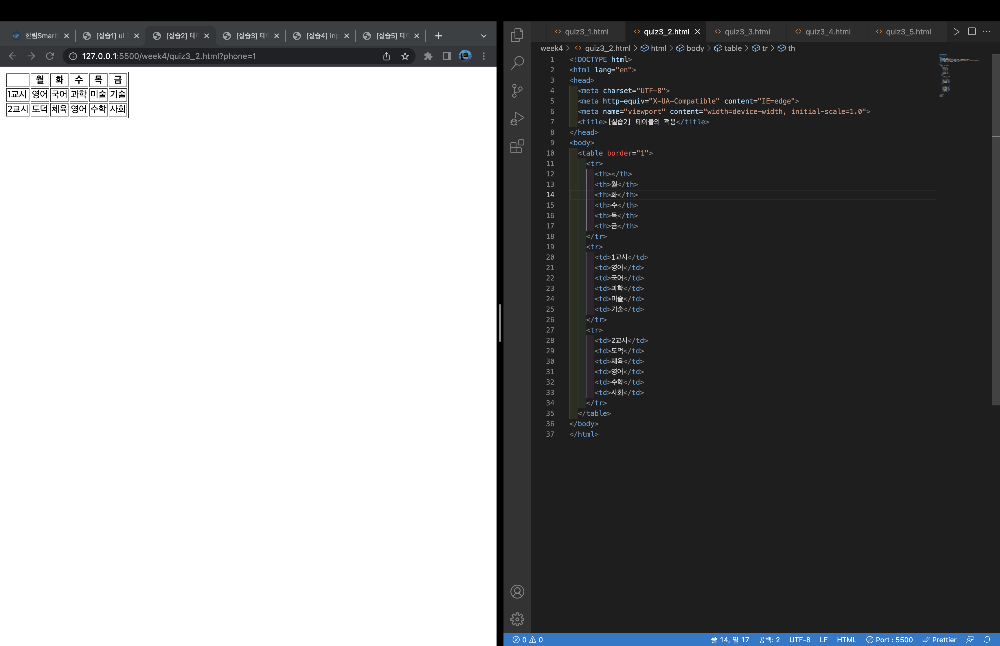 한림Smart
[실습1] ul
[실습2] 테이
[실습3] 테이
[실습4] inp
[실습5] 테이
127.0.0.1:5500/week4/quiz3_2.html?phone=1
월 화 수 목 금
1교시 영어 국어 과학 미술 기술
2교시 도덕 체육 영어 수학 사회
quiz3_1.html quiz3_2.html quiz3_3.html quiz3_4.html quiz3_5.html
week4 > quiz3_2.html > html > body > table > tr > th
1 <!DOCTYPE html>
2 <html lang="en">
3 <head>
4 <meta charset="UTF-8">
5 <meta http-equiv="X-UA-Compatible" content="IE=edge">
6 <meta name="viewport" content="width=device-width, initial-scale=1.0">
7 <title>[실습2] 테이블의 적용</title>
8 </head>
9 <body>
10 <table border="1">
11 <tr>
12 <th></th>
13 <th>월</th>
14 <th>화</th>
15 <th>수</th>
16 <th>목</th>
17 <th>금</th>
18 </tr>
19 <tr>
20 <td>1교시</td>
21 <td>영어</td>
22 <td>국어</td>
23 <td>과학</td>
24 <td>미술</td>
25 <td>기술</td>
26 </tr>
27 <tr>
28 <td>2교시</td>
29 <td>도덕</td>
30 <td>체육</td>
31 <td>영어</td>
32 <td>수학</td>
33 <td>사회</td>
34 </tr>
35 </table>
36 </body>
37 </html>
0 0 줄 14, 열 17 공백: 2 UTF-8 LF HTML Port : 5500 Prettier